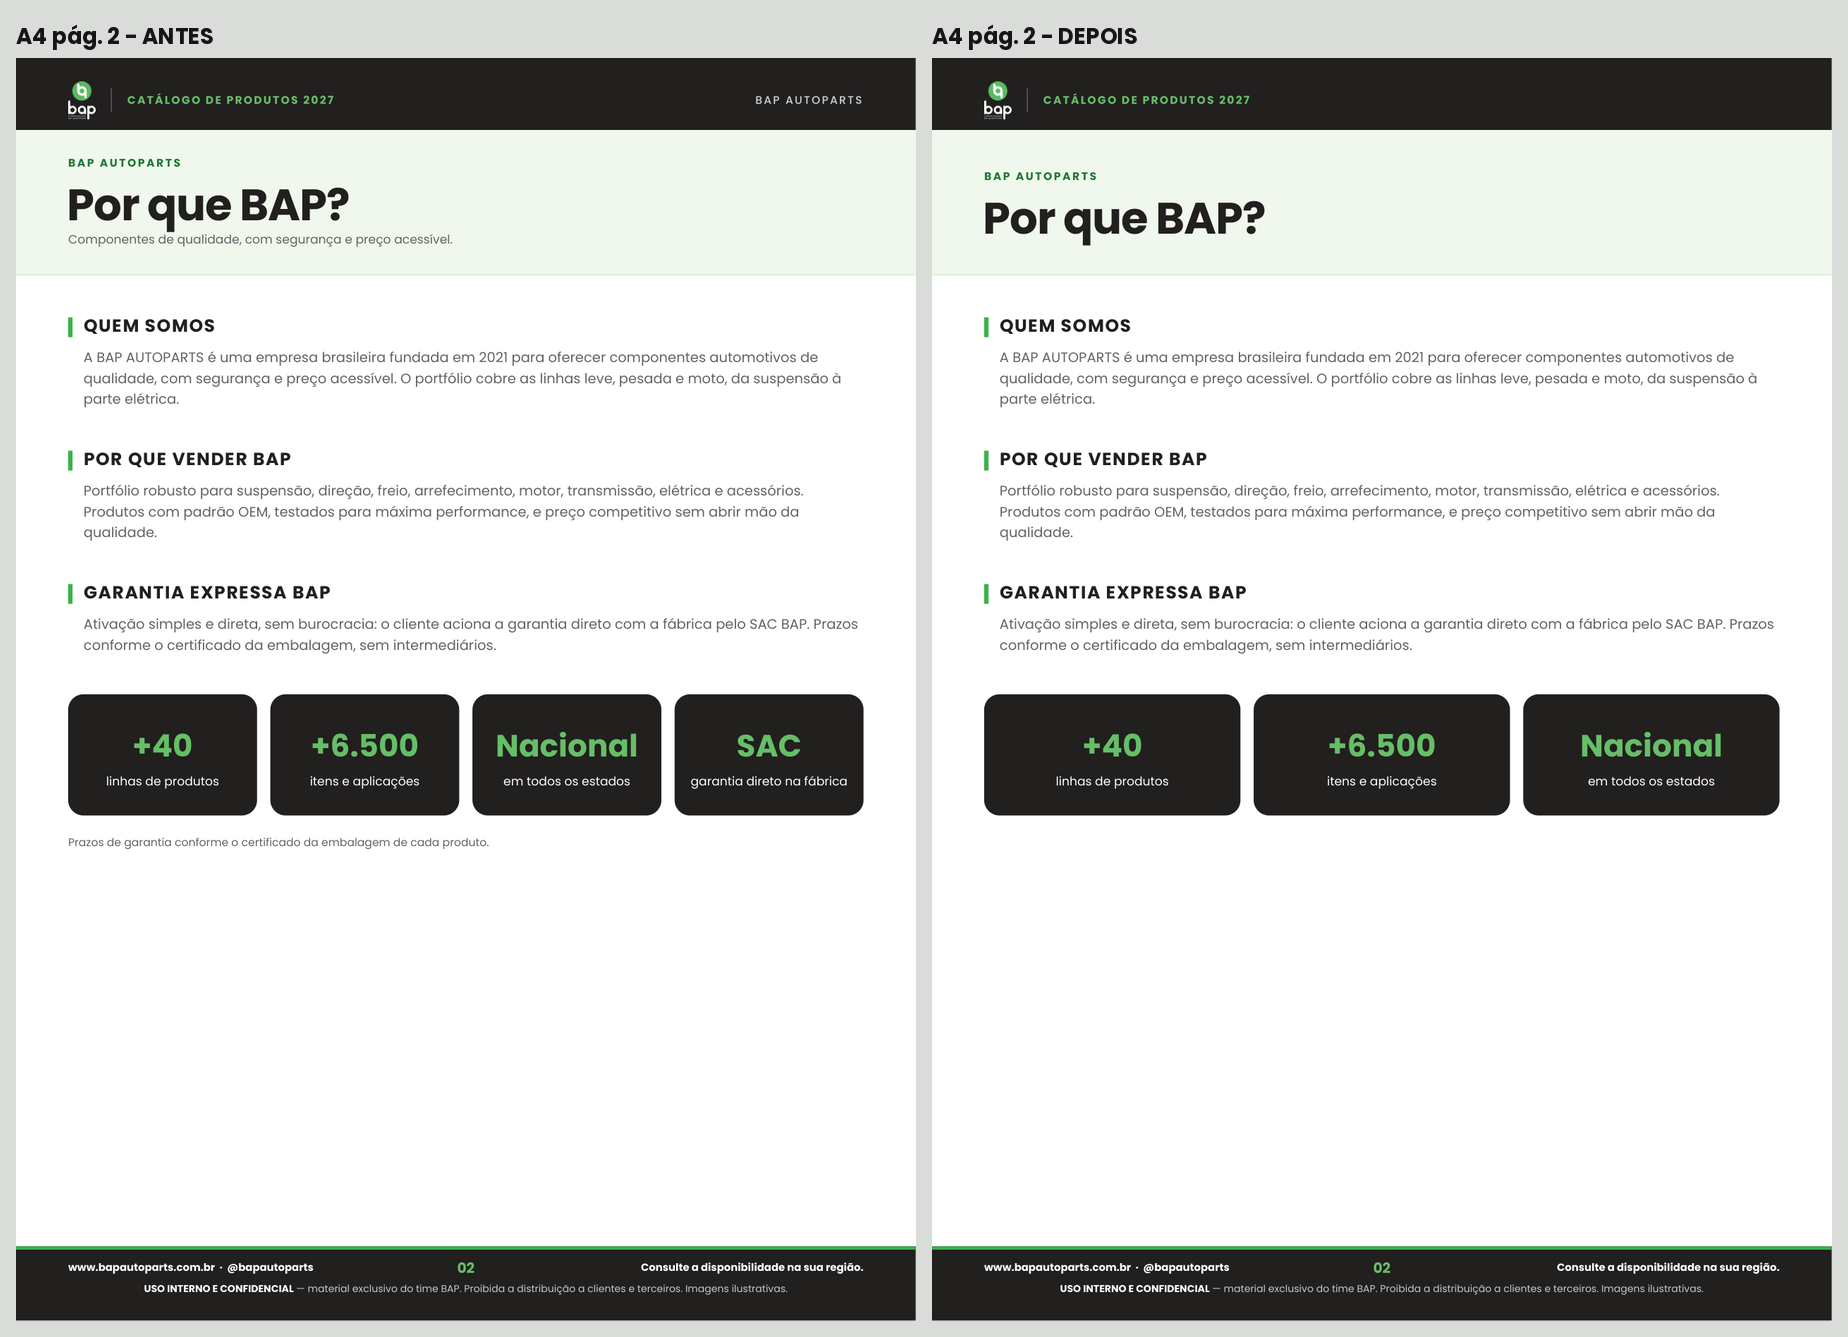 A4 pág. 2 - ANTES
bap
CATÁLOGO DE PRODUTOS 2027
BAP AUTOPARTS
BAP AUTOPARTS
Por que BAP?
Componentes de qualidade, com segurança e preço acessível.
QUEM SOMOS
A BAP AUTOPARTS é uma empresa brasileira fundada em 2021 para oferecer componentes automotivos de
qualidade, com segurança e preço acessível. O portfólio cobre as linhas leve, pesada e moto, da suspensão à
parte elétrica.
POR QUE VENDER BAP
Portfólio robusto para suspensão, direção, freio, arrefecimento, motor, transmissão, elétrica e acessórios.
Produtos com padrão OEM, testados para máxima performance, e preço competitivo sem abrir mão da
qualidade.
GARANTIA EXPRESSA BAP
Ativação simples e direta, sem burocracia: o cliente aciona a garantia direto com a fábrica pelo SAC BAP. Prazos
conforme o certificado da embalagem, sem intermediários.
+40
linhas de produtos
+6.500
itens e aplicações
Nacional
em todos os estados
SAC
garantia direto na fábrica
Prazos de garantia conforme o certificado da embalagem de cada produto.
www.bapautoparts.com.br · @bapautoparts
02
Consulte a disponibilidade na sua região.
USO INTERNO E CONFIDENCIAL — material exclusivo do time BAP. Proibida a distribuição a clientes e terceiros. Imagens ilustrativas.
A4 pág. 2 - DEPOIS
bap
CATÁLOGO DE PRODUTOS 2027
BAP AUTOPARTS
Por que BAP?
QUEM SOMOS
A BAP AUTOPARTS é uma empresa brasileira fundada em 2021 para oferecer componentes automotivos de
qualidade, com segurança e preço acessível. O portfólio cobre as linhas leve, pesada e moto, da suspensão à
parte elétrica.
POR QUE VENDER BAP
Portfólio robusto para suspensão, direção, freio, arrefecimento, motor, transmissão, elétrica e acessórios.
Produtos com padrão OEM, testados para máxima performance, e preço competitivo sem abrir mão da
qualidade.
GARANTIA EXPRESSA BAP
Ativação simples e direta, sem burocracia: o cliente aciona a garantia direto com a fábrica pelo SAC BAP. Prazos
conforme o certificado da embalagem, sem intermediários.
+40
linhas de produtos
+6.500
itens e aplicações
Nacional
em todos os estados
www.bapautoparts.com.br · @bapautoparts
02
Consulte a disponibilidade na sua região.
USO INTERNO E CONFIDENCIAL — material exclusivo do time BAP. Proibida a distribuição a clientes e terceiros. Imagens ilustrativas.